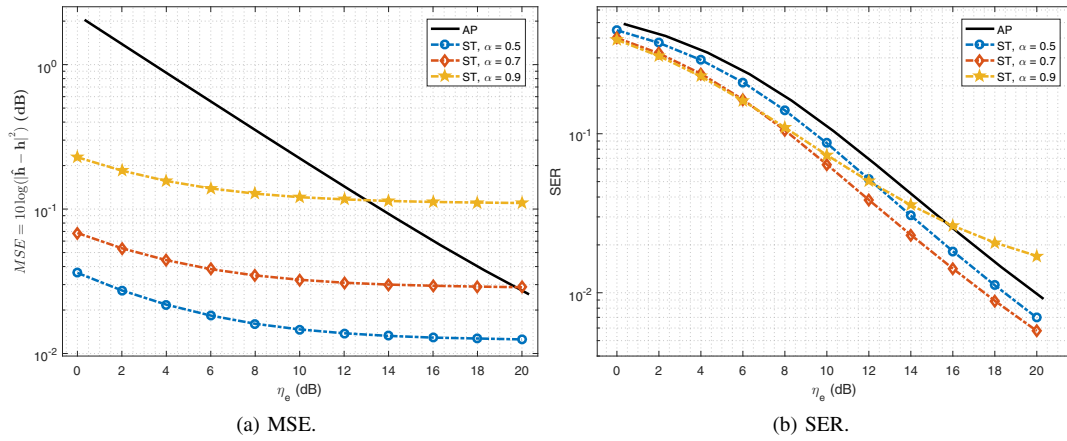 AP
ST, α = 0.5
ST, α = 0.7
ST, α = 0.9
MSE = 10log(|ĥ − h|²) (dB)
10⁰
10⁻¹
10⁻²
0 2 4 6 8 10 12 14 16 18 20
ηₑ (dB)
(a) MSE.
AP
ST, α = 0.5
ST, α = 0.7
ST, α = 0.9
SER
10⁻¹
10⁻²
0 2 4 6 8 10 12 14 16 18 20
ηₑ (dB)
(b) SER.